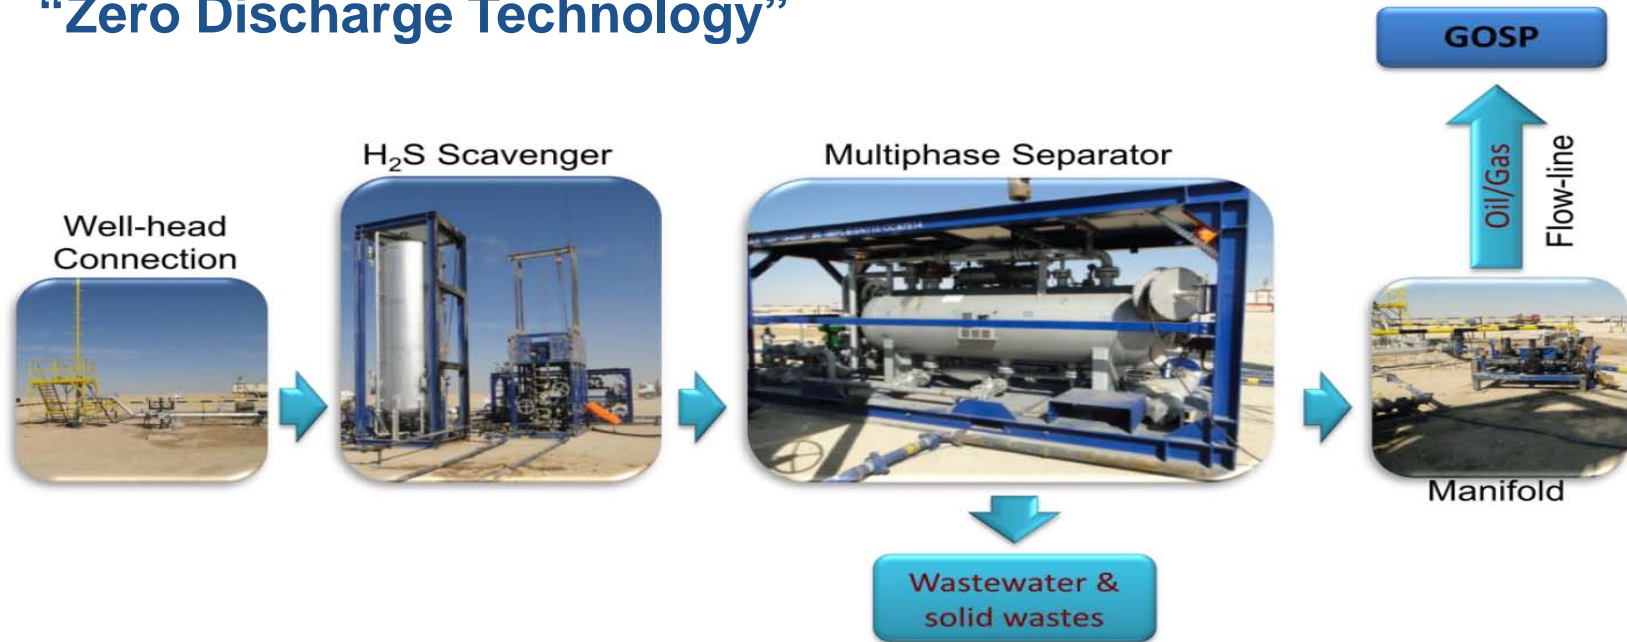 “Zero Discharge Technology”
GOSP
Oil/Gas
Flow-line
H₂S Scavenger
Multiphase Separator
Well-head
Connection
Manifold
Wastewater &
solid wastes